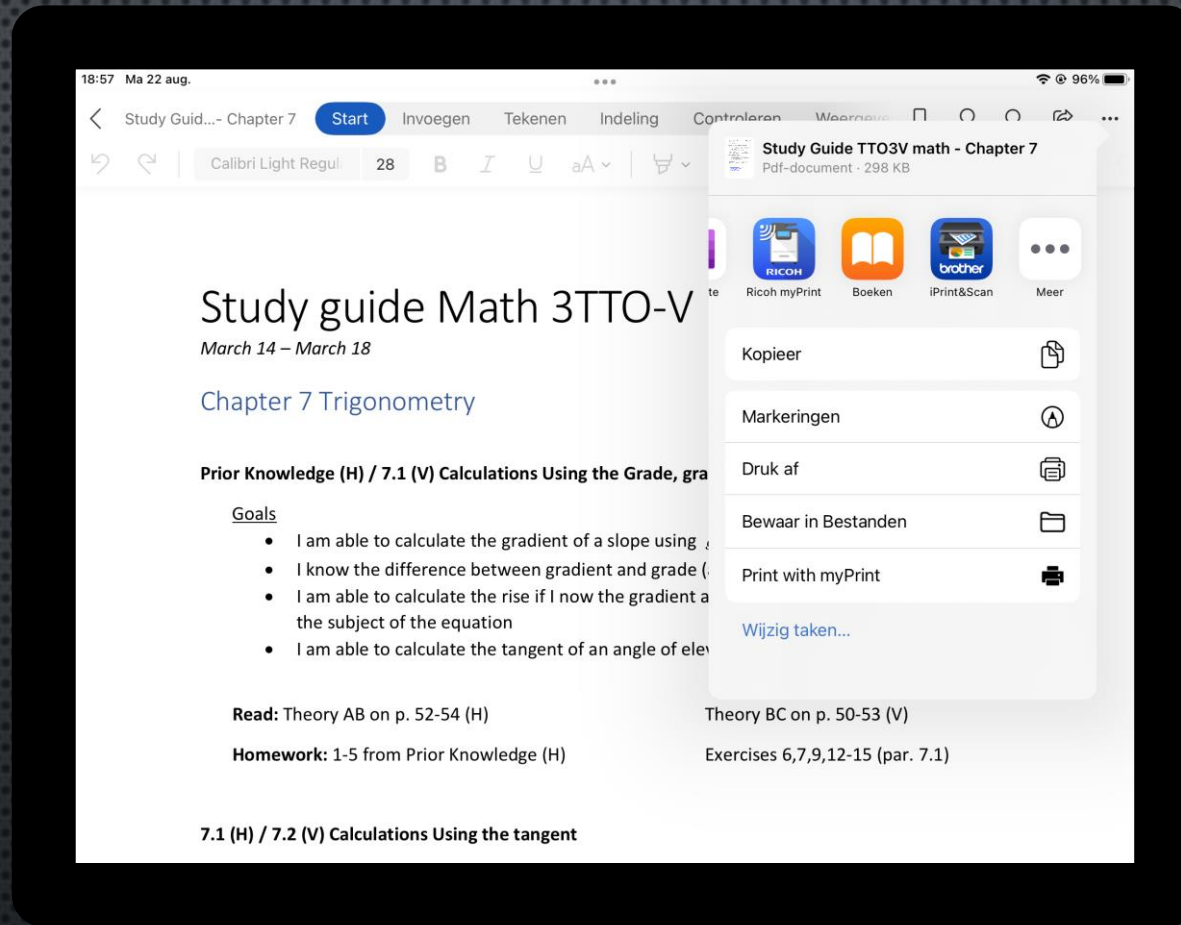 18:57 Ma 22 aug.
96%
Study Guid...- Chapter 7 Start Invoegen Tekenen Indeling Controleren Weergeve
Calibri Light Regul 28 B I U aA
Study Guide TTO3V math - Chapter 7
Pdf-document · 298 KB
RICOH
brother
te Ricoh myPrint Boeken iPrint&Scan Meer
Kopieer
Markeringen
Druk af
Bewaar in Bestanden
Print with myPrint
Wijzig taken...
Study guide Math 3TTO-V
March 14 – March 18
Chapter 7 Trigonometry
Prior Knowledge (H) / 7.1 (V) Calculations Using the Grade, gra
Goals
• I am able to calculate the gradient of a slope using
• I know the difference between gradient and grade (
• I am able to calculate the rise if I now the gradient a
the subject of the equation
• I am able to calculate the tangent of an angle of ele
Read: Theory AB on p. 52-54 (H) Theory BC on p. 50-53 (V)
Homework: 1-5 from Prior Knowledge (H) Exercises 6,7,9,12-15 (par. 7.1)
7.1 (H) / 7.2 (V) Calculations Using the tangent